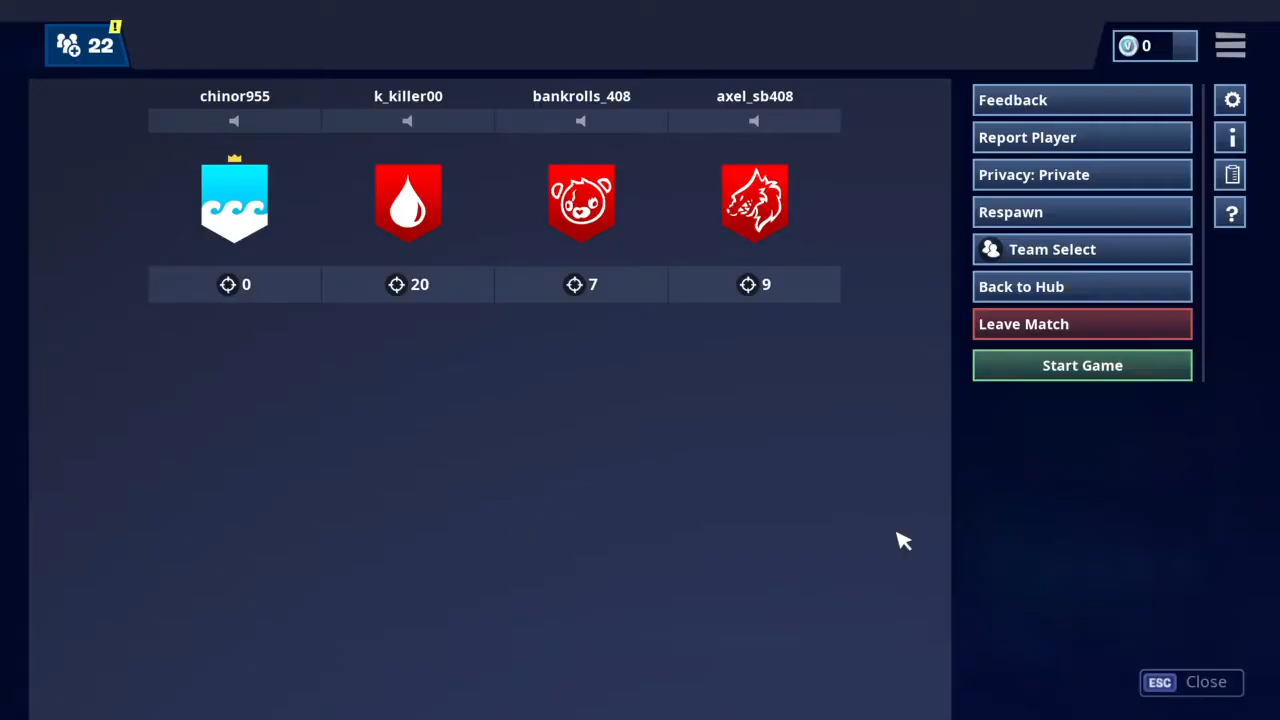 !
22
0
chinor955 k_killer00 bankrolls_408 axel_sb408
0 20 7 9
Feedback
Report Player
Privacy: Private
Respawn
Team Select
Back to Hub
Leave Match
Start Game
i
?
ESC Close